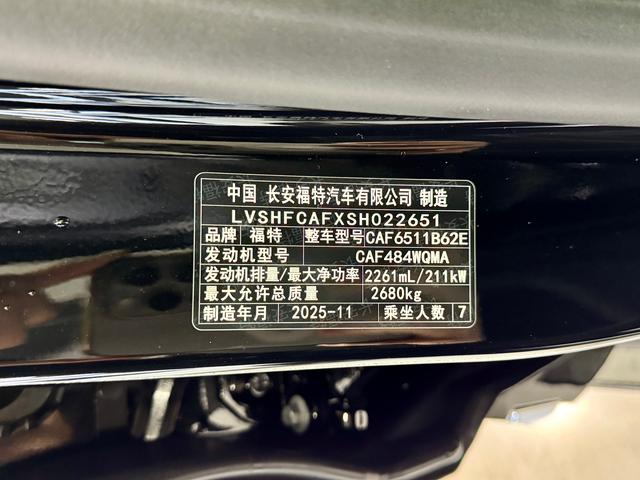 中国 长安福特汽车有限公司 制造
LVSHFCAFXSH022651
品牌 福特 整车型号 CAF6511B62E
发动机型号 CAF484WQMA
发动机排量/最大净功率 2261mL/211kW
最大允许总质量 2680kg
制造年月 2025-11 乘坐人数 7